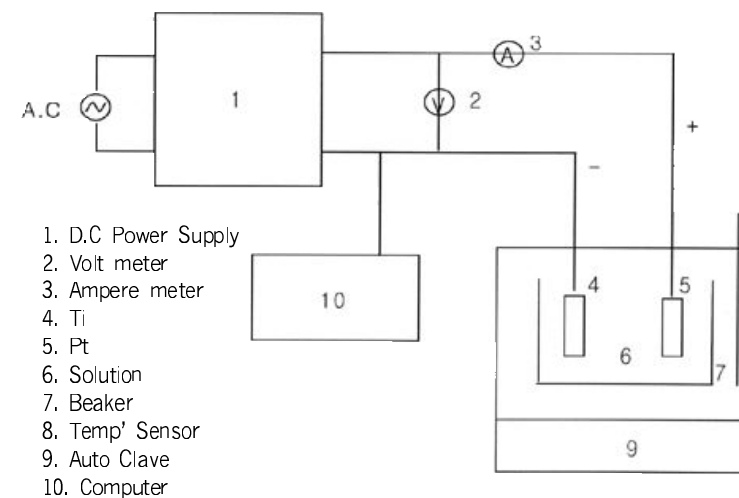 A 3
A.C
1
V 2
+
−
1. D.C Power Supply
2. Volt meter
3. Ampere meter
4. Ti
5. Pt
6. Solution
7. Beaker
8. Temp' Sensor
9. Auto Clave
10. Computer
10
4
5
6
7
9